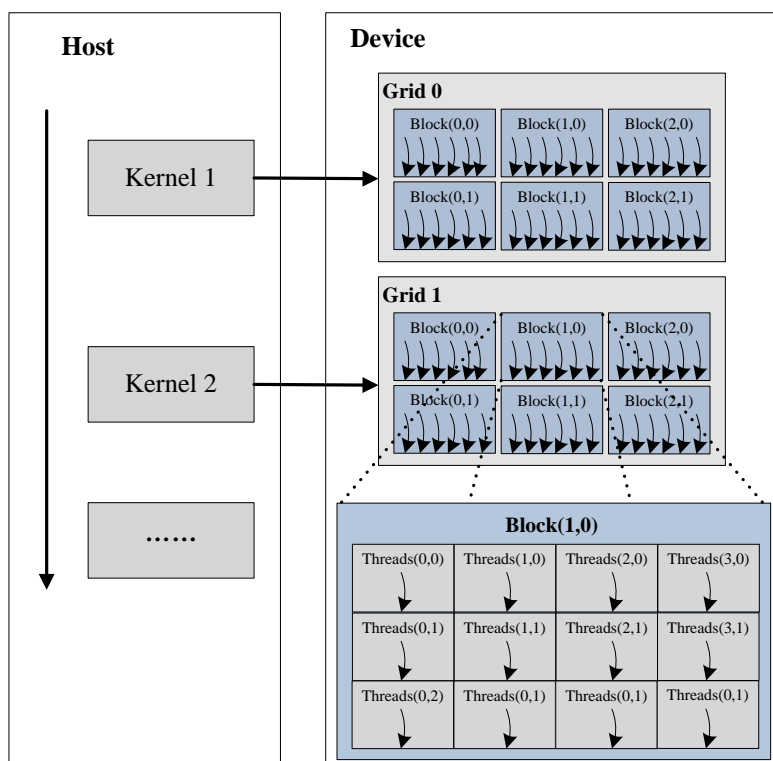 Host
Device
Grid 0
Block(0,0) Block(1,0) Block(2,0)
Kernel 1
Block(0,1) Block(1,1) Block(2,1)
Grid 1
Block(0,0) Block(1,0) Block(2,0)
Kernel 2
Block(0,1) Block(1,1) Block(2,1)
Block(1,0)
......
Threads(0,0) Threads(1,0) Threads(2,0) Threads(3,0)
Threads(0,1) Threads(1,1) Threads(2,1) Threads(3,1)
Threads(0,2) Threads(0,1) Threads(0,1) Threads(0,1)